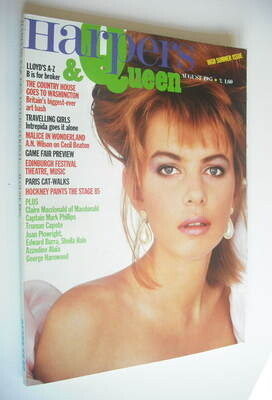 Harpers
& Queen
HIGH SUMMER ISSUE
AUGUST 1985 • £1.60
LLOYD'S A-Z
B is for broker
THE COUNTRY HOUSE
GOES TO WASHINGTON
Britain's biggest-ever
art bash
TRAVELLING GIRLS
Intrepida goes it alone
MALICE IN WONDERLAND
A.N. Wilson on Cecil Beaton
GAME FAIR PREVIEW
EDINBURGH FESTIVAL
THEATRE, MUSIC
PARIS CAT-WALKS
HOCKNEY PAINTS THE STAGE 85
PLUS
Claire Macdonald of Macdonald
Captain Mark Phillips
Truman Capote
Joan Plowright,
Edward Burra, Sheila Hale
Azzedine Alaïa
George Harewood